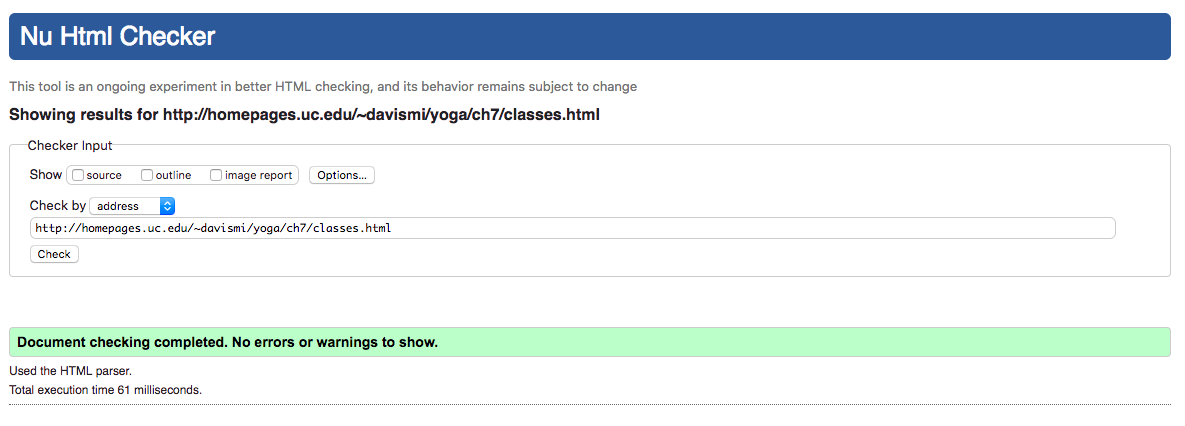 Nu Html Checker
This tool is an ongoing experiment in better HTML checking, and its behavior remains subject to change
Showing results for http://homepages.uc.edu/~davismi/yoga/ch7/classes.html
Checker Input
Show source outline image report Options...
Check by address
http://homepages.uc.edu/~davismi/yoga/ch7/classes.html
Check
Document checking completed. No errors or warnings to show.
Used the HTML parser.
Total execution time 61 milliseconds.